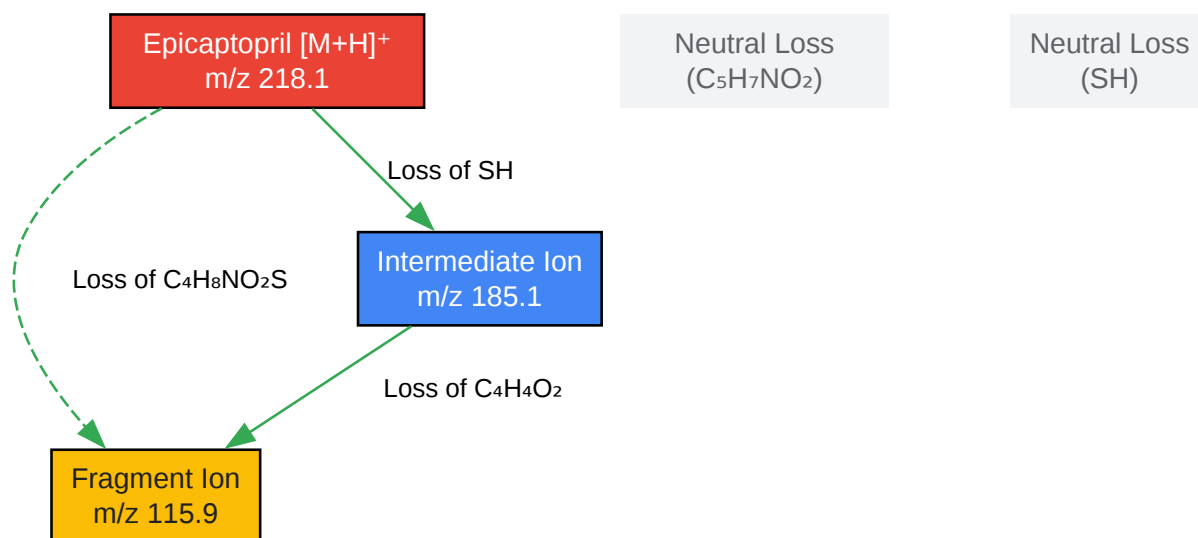 Epicaptopril [M+H]⁺
m/z 218.1
Neutral Loss
(C₅H₇NO₂)
Neutral Loss
(SH)
Loss of SH
Intermediate Ion
m/z 185.1
Loss of C₄H₈NO₂S
Loss of C₄H₄O₂
Fragment Ion
m/z 115.9